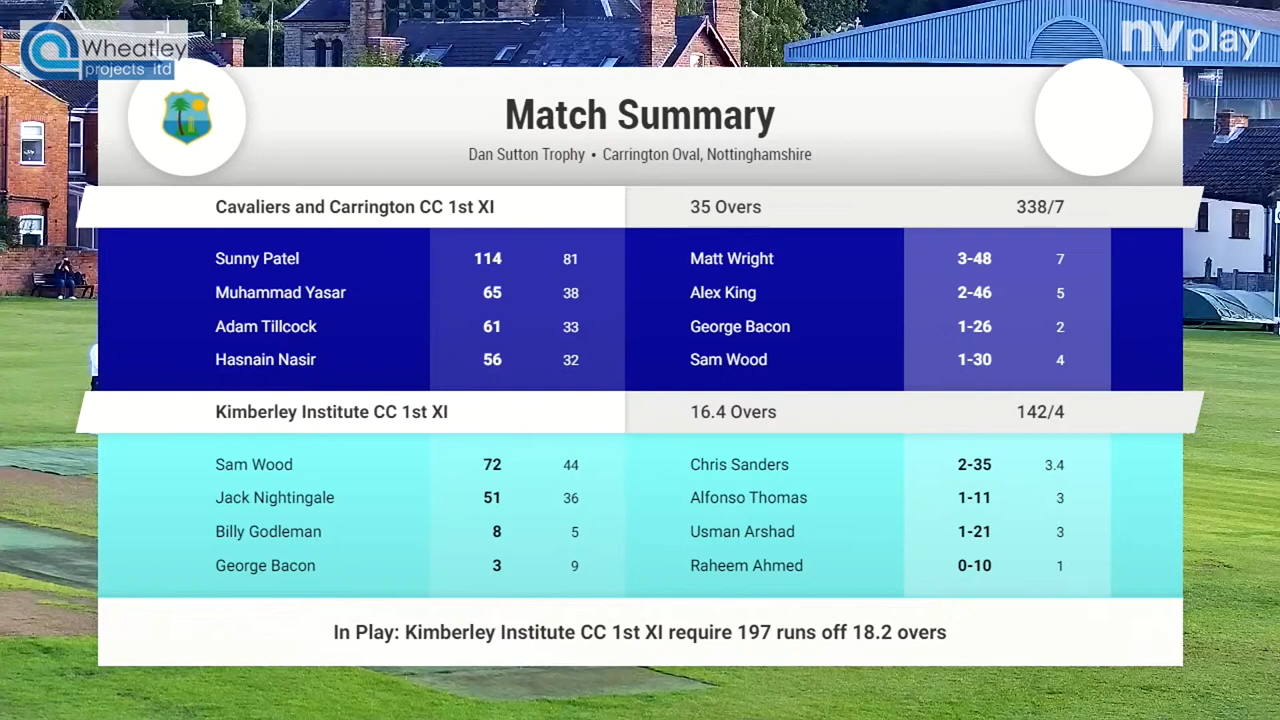 Wheatley
projects ltd
nvplay
Match Summary
Dan Sutton Trophy • Carrington Oval, Nottinghamshire
Cavaliers and Carrington CC 1st XI 35 Overs 338/7
Sunny Patel 114 81 Matt Wright 3-48 7
Muhammad Yasar 65 38 Alex King 2-46 5
Adam Tillcock 61 33 George Bacon 1-26 2
Hasnain Nasir 56 32 Sam Wood 1-30 4
Kimberley Institute CC 1st XI 16.4 Overs 142/4
Sam Wood 72 44 Chris Sanders 2-35 3.4
Jack Nightingale 51 36 Alfonso Thomas 1-11 3
Billy Godleman 8 5 Usman Arshad 1-21 3
George Bacon 3 9 Raheem Ahmed 0-10 1
In Play: Kimberley Institute CC 1st XI require 197 runs off 18.2 overs